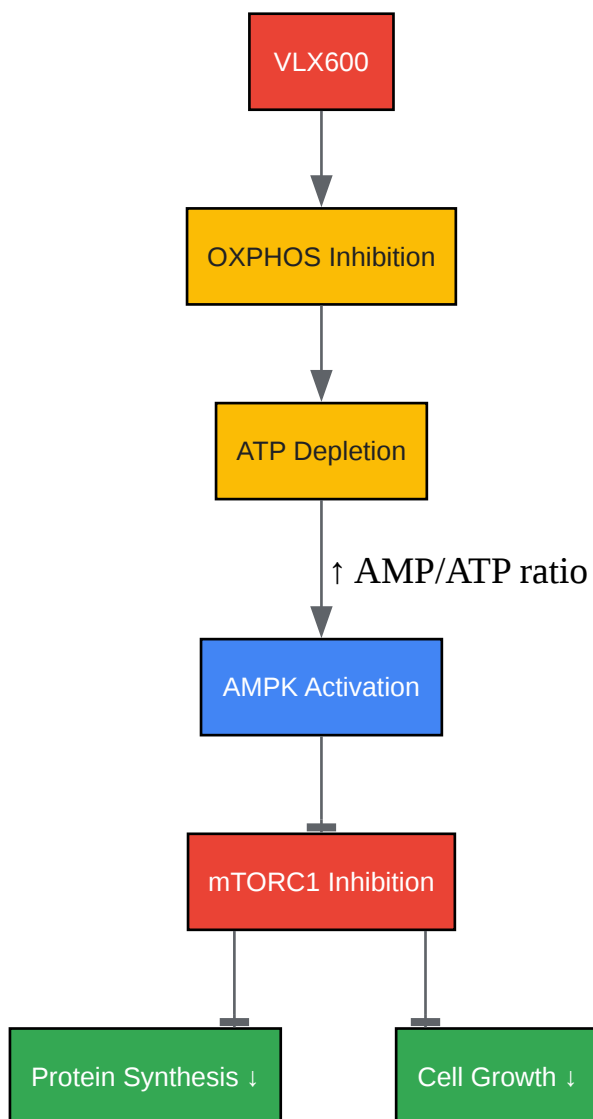 VLX600
OXPHOS Inhibition
ATP Depletion
↑ AMP/ATP ratio
AMPK Activation
mTORC1 Inhibition
Protein Synthesis ↓
Cell Growth ↓